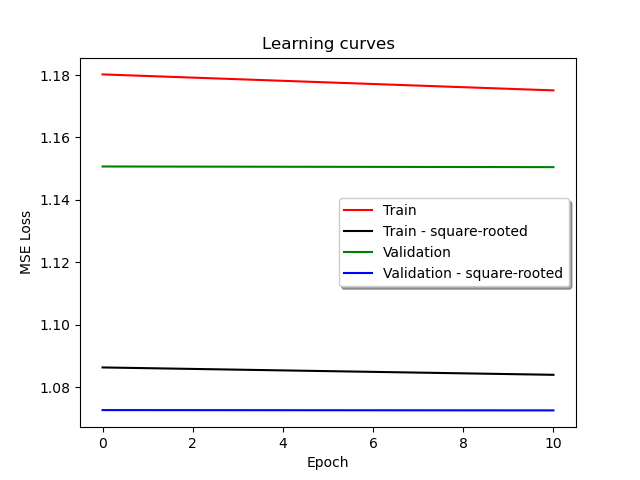 Learning curves
MSE Loss
1.18
1.16
1.14
1.12
1.10
1.08
Train
Train - square-rooted
Validation
Validation - square-rooted
0 2 4 6 8 10
Epoch